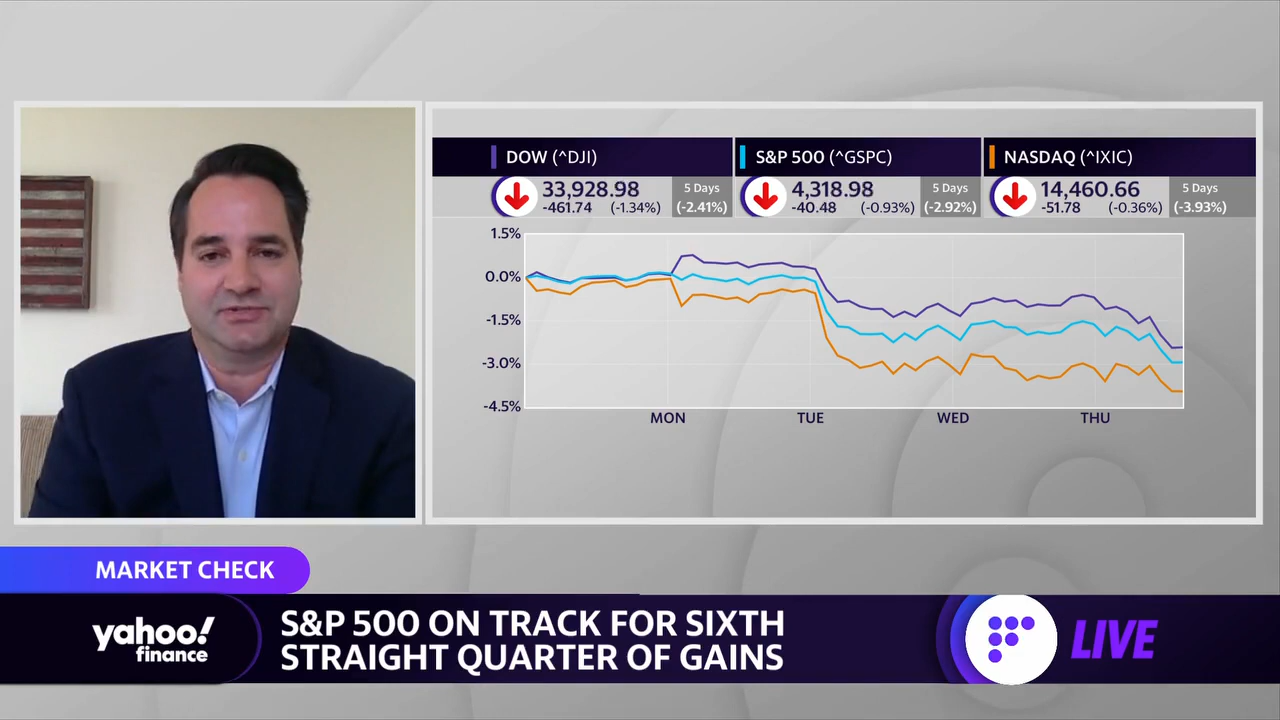 DOW (^DJI)
33,928.98
-461.74 (-1.34%)
5 Days
(-2.41%)
S&P 500 (^GSPC)
4,318.98
-40.48 (-0.93%)
5 Days
(-2.92%)
NASDAQ (^IXIC)
14,460.66
-51.78 (-0.36%)
5 Days
(-3.93%)
1.5%
0.0%
-1.5%
-3.0%
-4.5%
MON TUE WED THU
MARKET CHECK
yahoo!
finance
S&P 500 ON TRACK FOR SIXTH
STRAIGHT QUARTER OF GAINS
LIVE